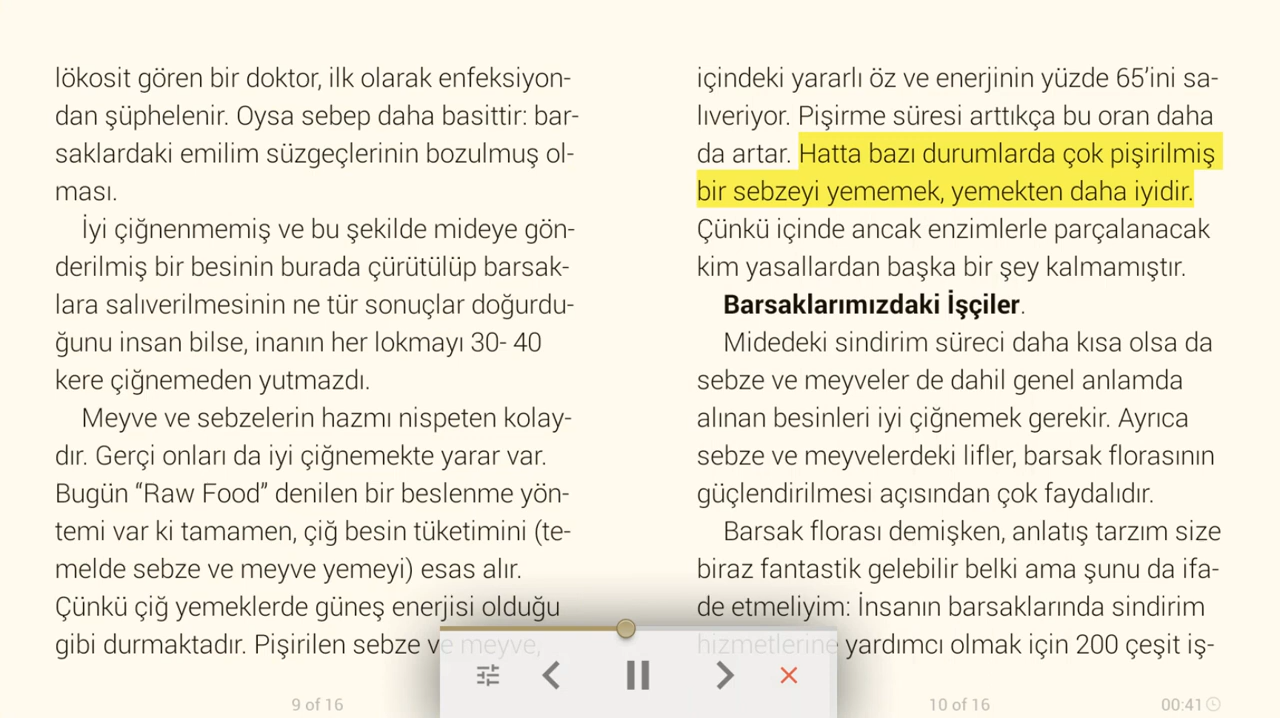 lökosit gören bir doktor, ilk olarak enfeksiyon-
dan şüphelenir. Oysa sebep daha basittir: bar-
saklardaki emilim süzgeçlerinin bozulmuş ol-
ması.
İyi çiğnenmemiş ve bu şekilde mideye gön-
derilmiş bir besinin burada çürütülüp barsak-
lara salıverilmesinin ne tür sonuçlar doğurdu-
ğunu insan bilse, inanın her lokmayı 30- 40
kere çiğnemeden yutmazdı.
Meyve ve sebzelerin hazmı nispeten kolay-
dır. Gerçi onları da iyi çiğnemekte yarar var.
Bugün “Raw Food” denilen bir beslenme yön-
temi var ki tamamen, çiğ besin tüketimini (te-
melde sebze ve meyve yemeyi) esas alır.
Çünkü çiğ yemeklerde güneş enerjisi olduğu
gibi durmaktadır. Pişirilen sebze ve meyve,
9 of 16
içindeki yararlı öz ve enerjinin yüzde 65’ini sa-
lıveriyor. Pişirme süresi arttıkça bu oran daha
da artar. Hatta bazı durumlarda çok pişirilmiş
bir sebzeyi yememek, yemekten daha iyidir.
Çünkü içinde ancak enzimlerle parçalanacak
kim yasallardan başka bir şey kalmamıştır.
Barsaklarımızdaki İşçiler.
Midedeki sindirim süreci daha kısa olsa da
sebze ve meyveler de dahil genel anlamda
alınan besinleri iyi çiğnemek gerekir. Ayrıca
sebze ve meyvelerdeki lifler, barsak florasının
güçlendirilmesi açısından çok faydalıdır.
Barsak florası demişken, anlatış tarzım size
biraz fantastik gelebilir belki ama şunu da ifa-
de etmeliyim: İnsanın barsaklarında sindirim
hizmetlerine yardımcı olmak için 200 çeşit iş-
10 of 16
00:41